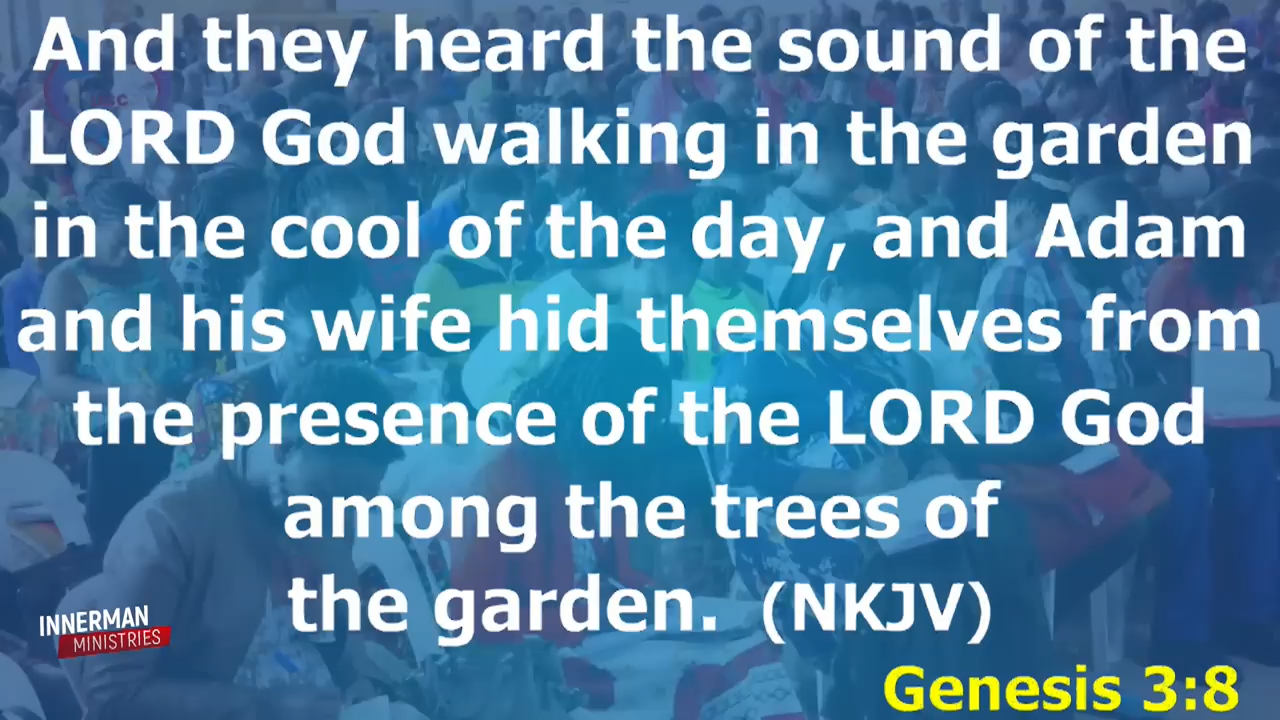 And they heard the sound of the
LORD God walking in the garden
in the cool of the day, and Adam
and his wife hid themselves from
the presence of the LORD God
among the trees of
the garden. (NKJV)
INNERMAN
MINISTRIES
Genesis 3:8